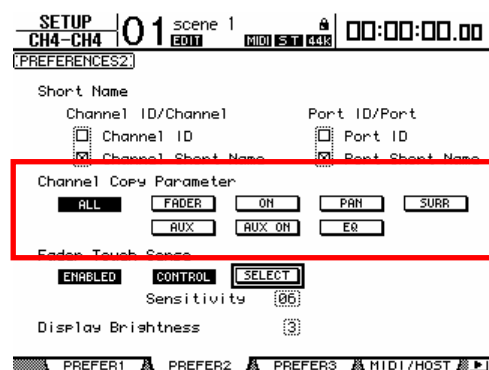 SETUP
CH4-CH4
01 scene 1
EDIT MIDI S.T 44k
00:00:00.00
PREFERENCES2
Short Name
Channel ID/Channel Port ID/Port
Channel ID Port ID
Channel Short Name Port Short Name
Channel Copy Parameter
ALL FADER ON PAN SURR
AUX AUX ON EQ
Fader Touch Sense
ENABLED CONTROL SELECT
Sensitivity 06
Display Brightness 3
PREFER1 PREFER2 PREFER3 MIDI/HOST